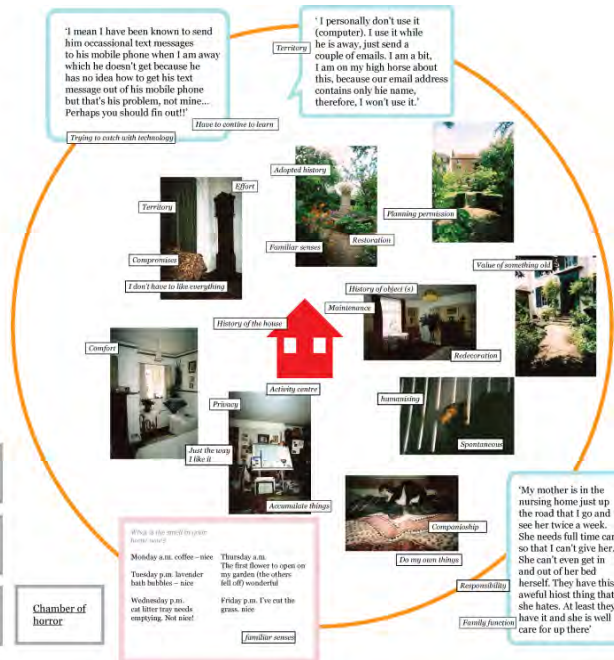 ‘I mean I have been known to send
him occassional text messages
to his mobile phone when I am away
which he doesn't get because he
has no idea how to get his text
message out of his mobile phone
but that's his problem, not mine...
Perhaps you should fin out!!’
Have to contine to learn
Trying to catch with technology
‘ I personally don't use it
(computer). I use it while
he is away, just send a
couple of emails. I am a bit,
I am on my high horse about
this, because our email address
contains only hie name,
therefore, I won't use it.’
Territory
Adopted history
Effort
Territory
Planning permission
Restoration
Familiar senses
Compromises
Value of something old
I don't have to like everything
History of object (s)
Maintenance
History of the house
Comfort
Redecoration
Activity centre
Privacy
humanising
Just the way
I like it
Spontaneous
Accumalate things
Companioship
Do my own things
Monday a.m. coffee – nice
Tuesday p.m. lavender
bath bubbles – nice
Wednesday p.m.
cat litter tray needs
emptying. Not nice!
Thursday a.m.
The first flower to open on
my garden (the others
fell off) wonderful
Friday p.m. I've cut the
grass. nice
familiar senses
Chamber of
horror
‘My mother is in the
nursing home just up
the road that I go and
see her twice a week.
She needs full time car
so that I can't give her.
She can't even get in
and out of her bed
herself. They have this
aweful hiost thing that
she hates. At least they
have it and she is well
care for up there’
Responsibility
Family function